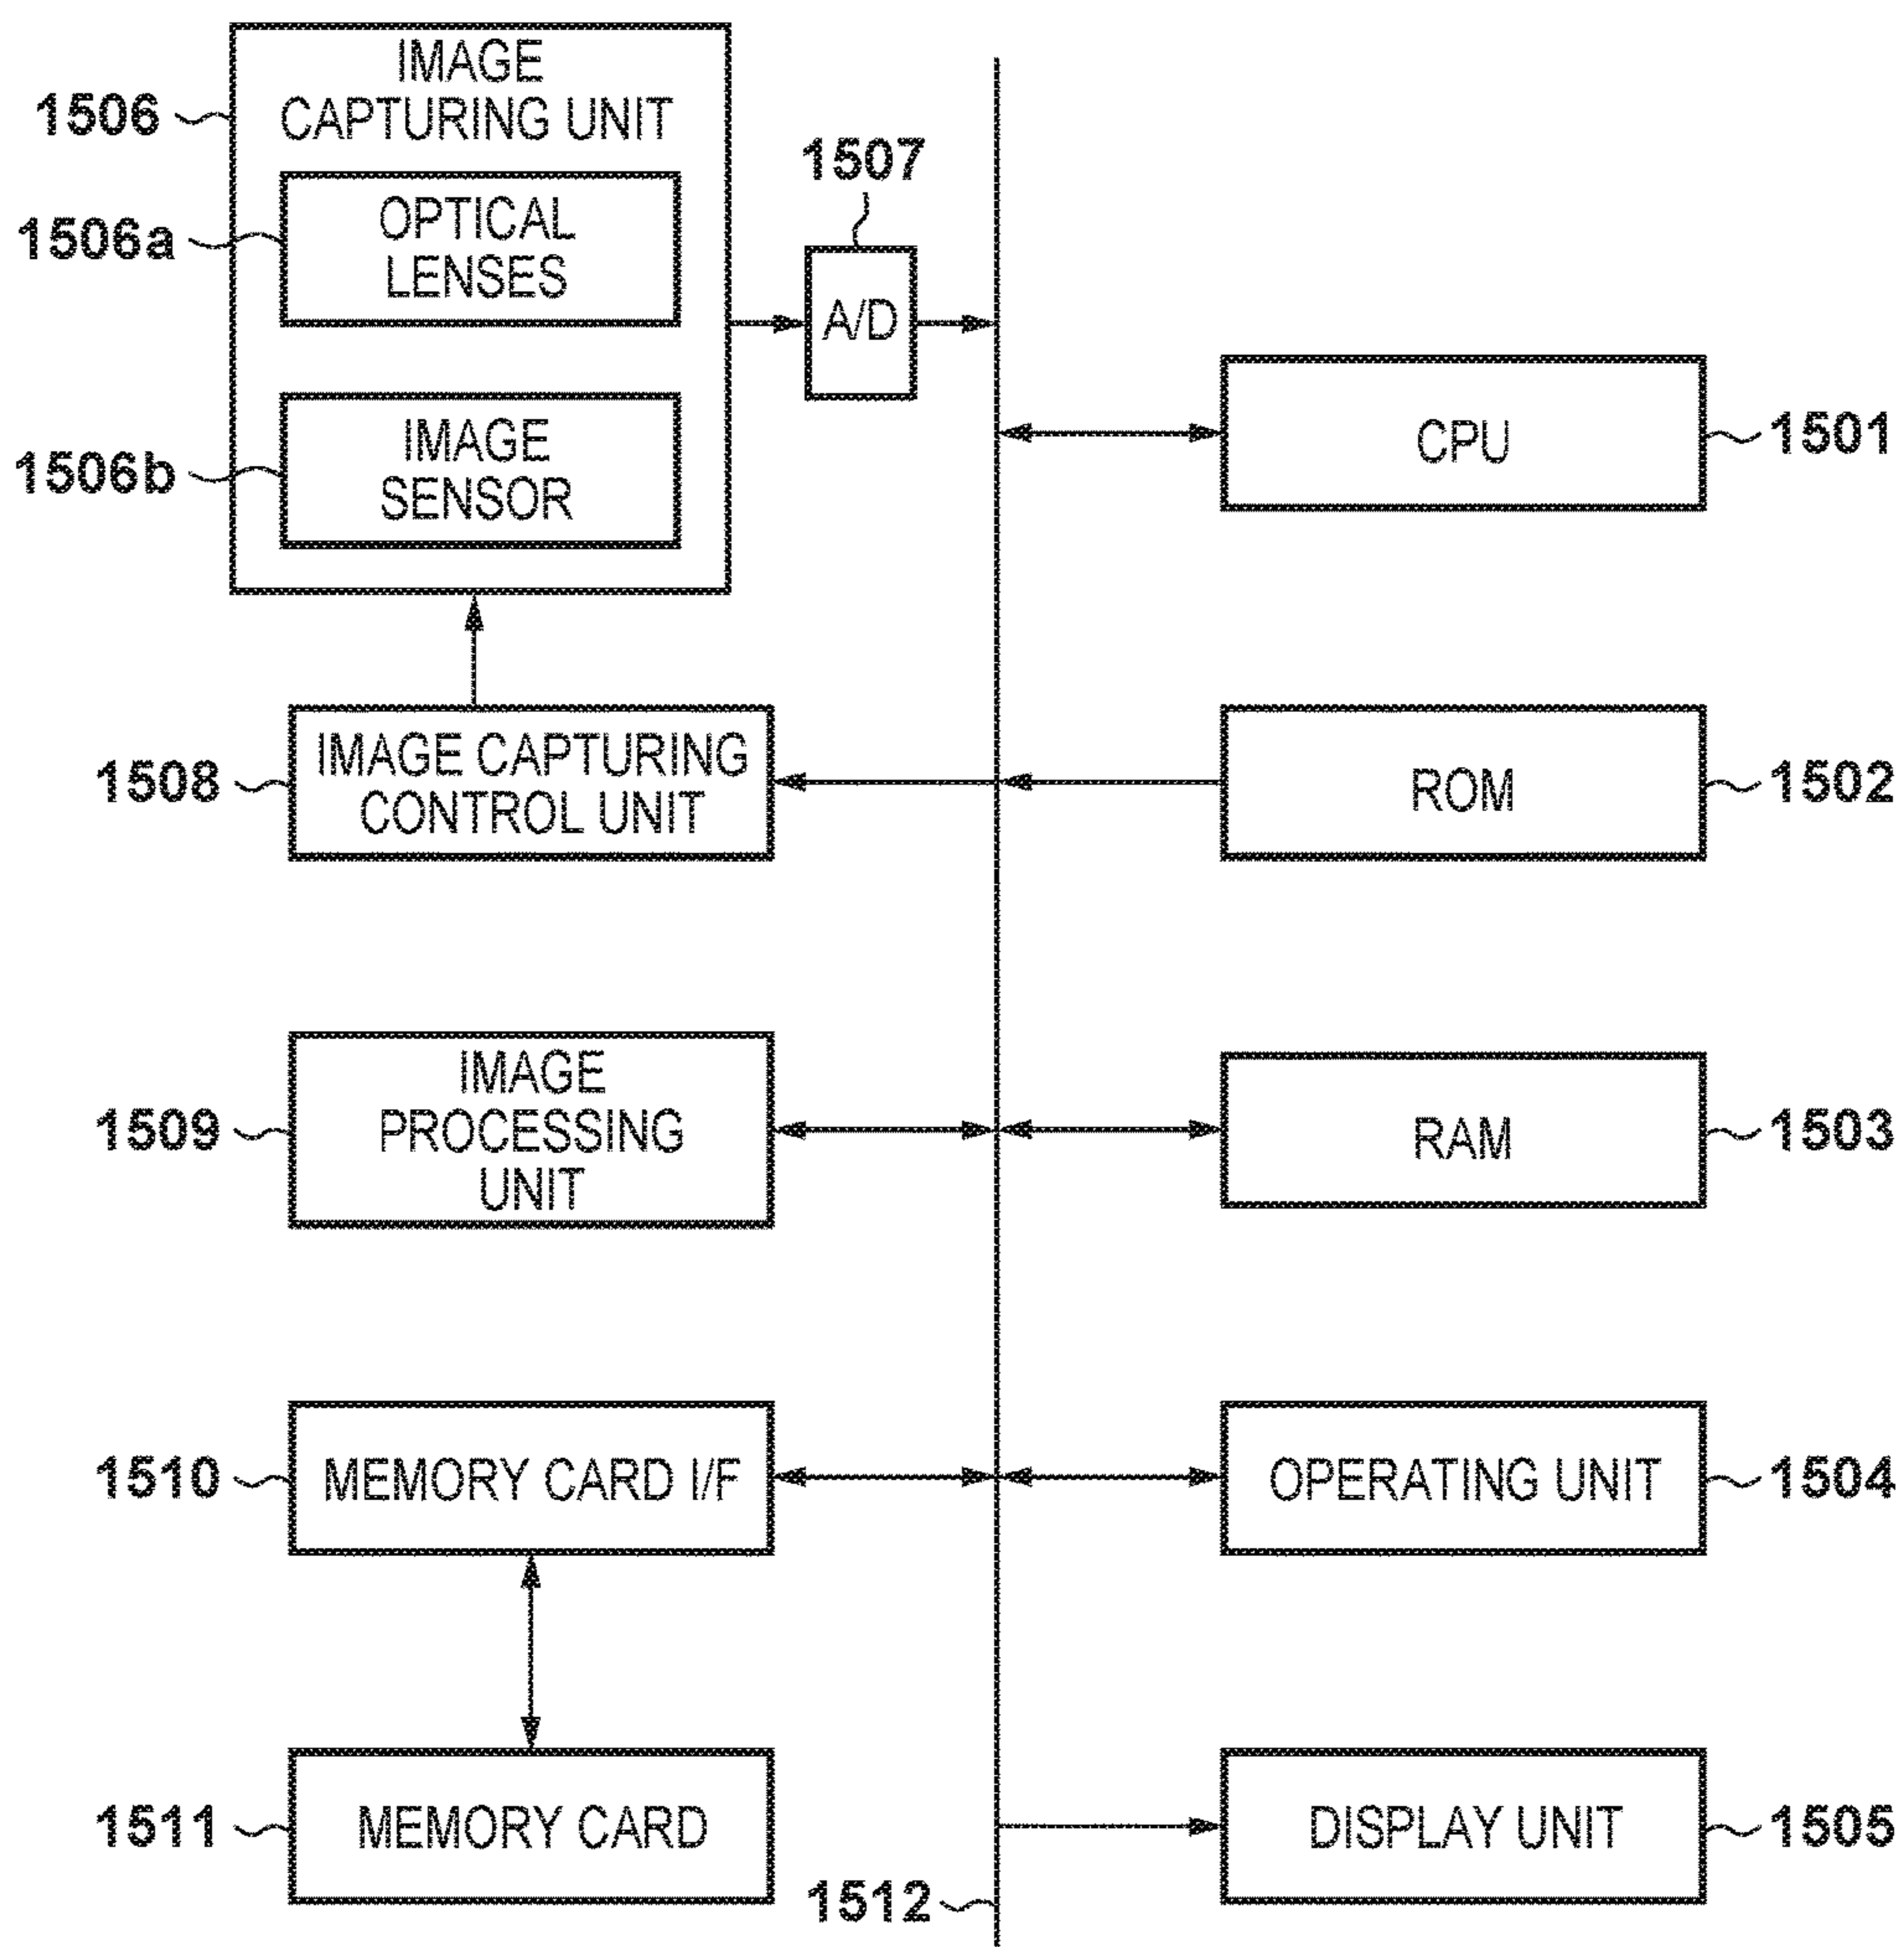 1506
IMAGE
CAPTURING UNIT
1506a
OPTICAL
LENSES
1506b
IMAGE
SENSOR
1507
A/D
CPU
1501
1508
IMAGE CAPTURING
CONTROL UNIT
ROM
1502
1509
IMAGE
PROCESSING
UNIT
RAM
1503
1510
MEMORY CARD I/F
OPERATING UNIT
1504
1511
MEMORY CARD
DISPLAY UNIT
1505
1512